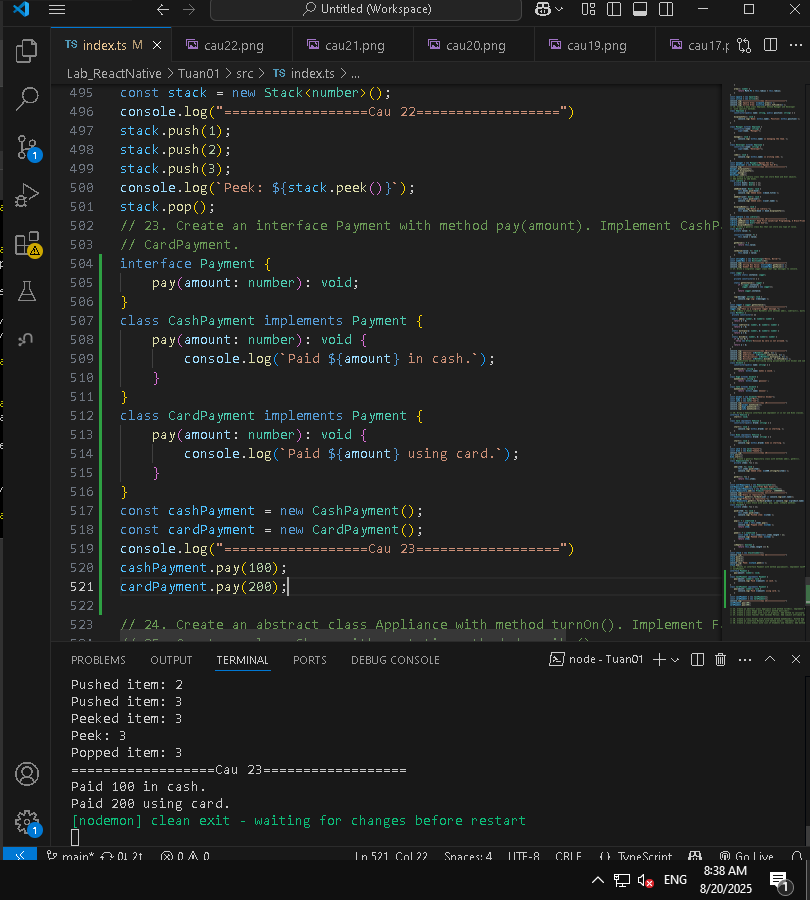 Untitled (Workspace)
TS index.ts M
cau22.png
cau21.png
cau20.png
cau19.png
cau17.p
Lab_ReactNative > Tuan01 > src > TS index.ts > ...
495 const stack = new Stack<number>();
496 console.log("==================Cau 22==================")
497 stack.push(1);
498 stack.push(2);
499 stack.push(3);
500 console.log(`Peek: ${stack.peek()}`);
501 stack.pop();
502 // 23. Create an interface Payment with method pay(amount). Implement CashPa
503 // CardPayment.
504 interface Payment {
505 pay(amount: number): void;
506 }
507 class CashPayment implements Payment {
508 pay(amount: number): void {
509 console.log(`Paid ${amount} in cash.`);
510 }
511 }
512 class CardPayment implements Payment {
513 pay(amount: number): void {
514 console.log(`Paid ${amount} using card.`);
515 }
516 }
517 const cashPayment = new CashPayment();
518 const cardPayment = new CardPayment();
519 console.log("==================Cau 23==================")
520 cashPayment.pay(100);
521 cardPayment.pay(200);
522
523 // 24. Create an abstract class Appliance with method turnOn(). Implement F
PROBLEMS OUTPUT TERMINAL PORTS DEBUG CONSOLE
node - Tuan01
Pushed item: 2
Pushed item: 3
Peeked item: 3
Peek: 3
Popped item: 3
==================Cau 23==================
Paid 100 in cash.
Paid 200 using card.
[nodemon] clean exit - waiting for changes before restart
main* 0↓ 2↑ 0 0 Ln 521, Col 22 Spaces: 4 UTF-8 CRLF {} TypeScript Go Live
1
1
ENG
8:38 AM
8/20/2025
1